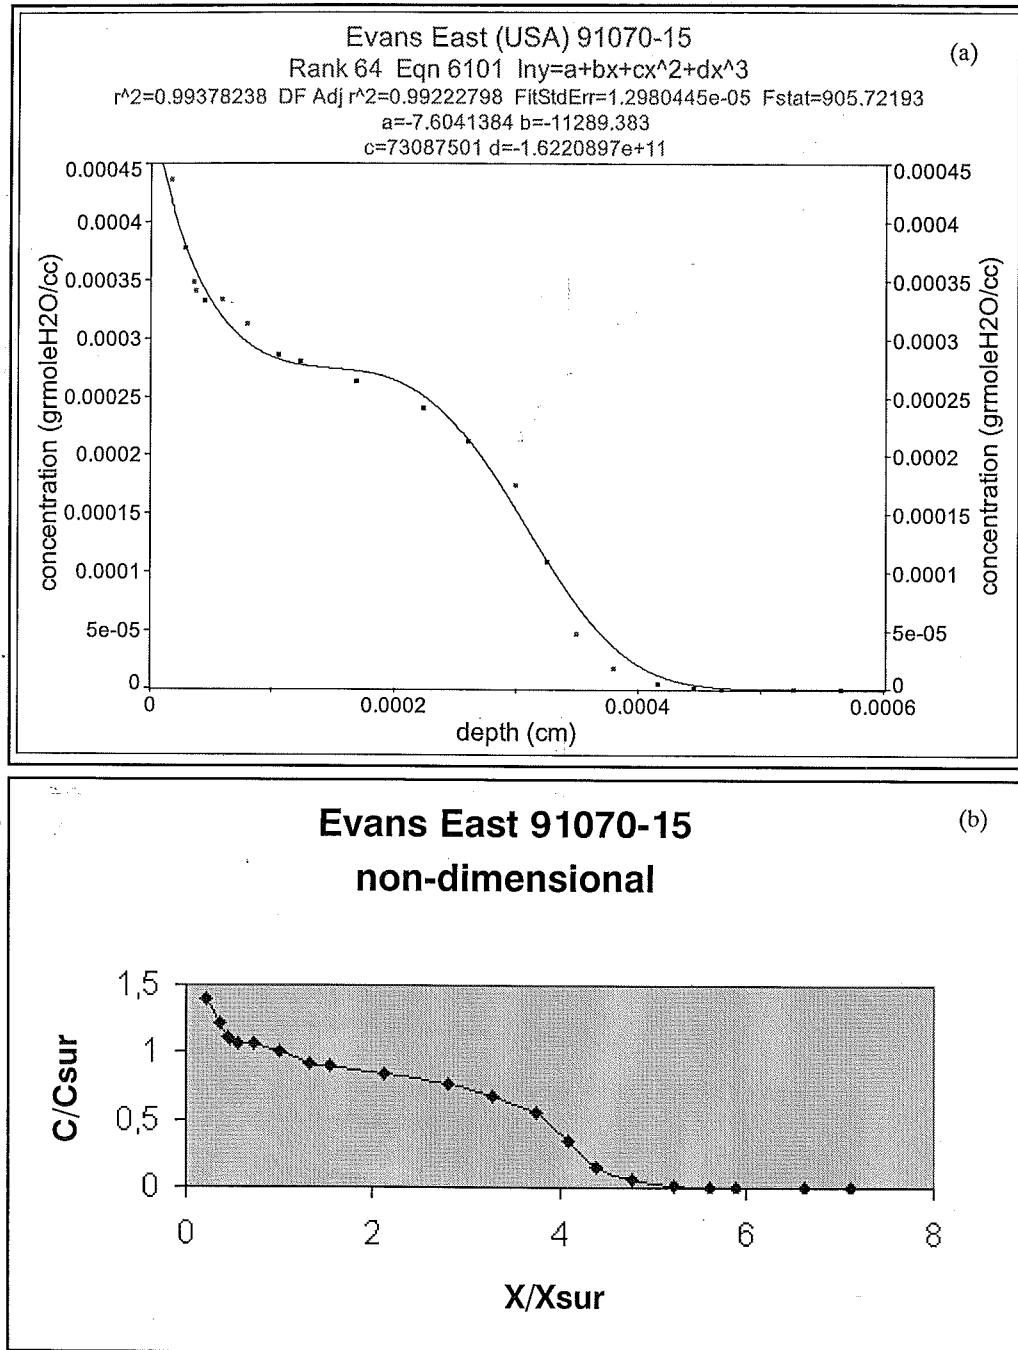 Evans East (USA) 91070-15
(a)
Rank 64 Eqn 6101 lny=a+bx+cx^2+dx^3
r^2=0.99378238 DF Adj r^2=0.99222798 FitStdErr=1.2980445e-05 Fstat=905.72193
a=-7.6041384 b=-11289.383
c=73087501 d=-1.6220897e+11
concentration (grmoleH2O/cc)
0.00045
0.0004
0.00035
0.0003
0.00025
0.0002
0.00015
0.0001
5e-05
0
0.00045
0.0004
0.00035
0.0003
0.00025
0.0002
0.00015
0.0001
5e-05
0
concentration (grmoleH2O/cc)
0 0.0002 0.0004 0.0006
depth (cm)
Evans East 91070-15
(b)
non-dimensional
C/Csur
1,5
1
0,5
0
0 2 4 6 8
X/Xsur